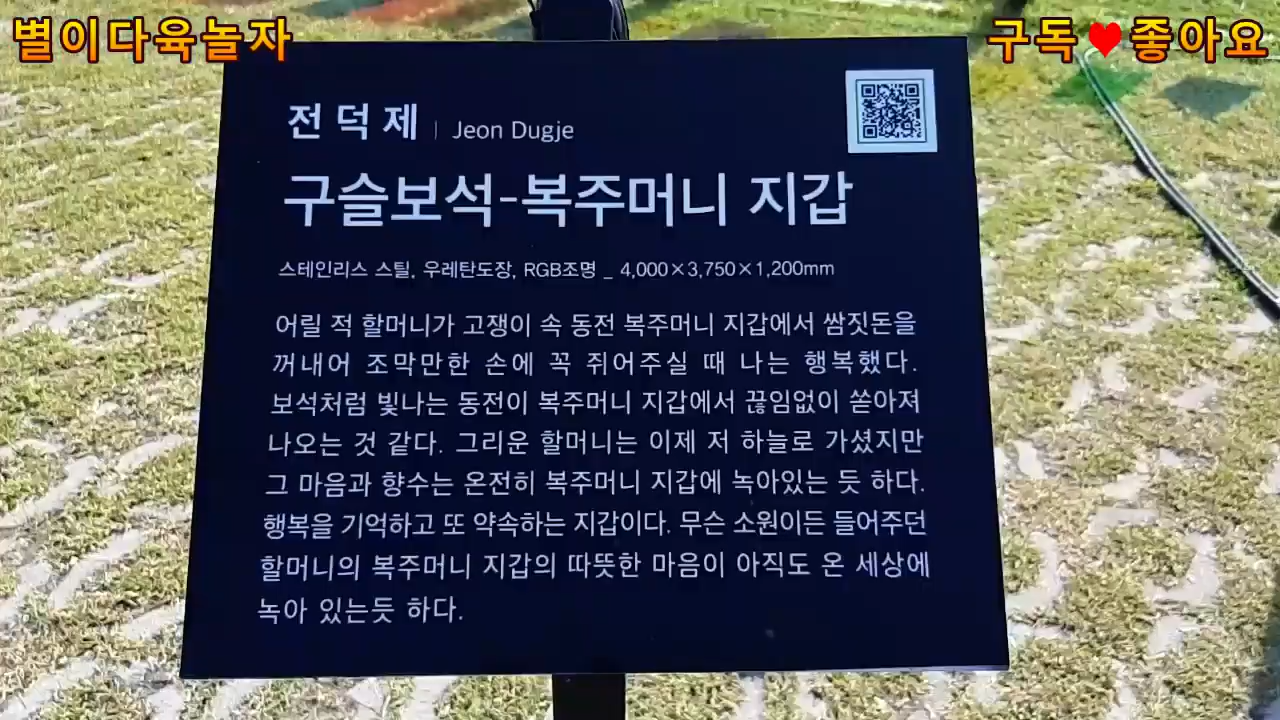 별이다육놀자
구독♥좋아요
전덕제 | Jeon Dugje
구슬보석-복주머니 지갑
스테인리스 스틸, 우레탄도장, RGB조명 _ 4,000×3,750×1,200mm
어릴 적 할머니가 고쟁이 속 동전 복주머니 지갑에서 쌈짓돈을
꺼내어 조막만한 손에 꼭 쥐어주실 때 나는 행복했다.
보석처럼 빛나는 동전이 복주머니 지갑에서 끊임없이 쏟아져
나오는 것 같다. 그리운 할머니는 이제 저 하늘로 가셨지만
그 마음과 향수는 온전히 복주머니 지갑에 녹아있는 듯 하다.
행복을 기억하고 또 약속하는 지갑이다. 무슨 소원이든 들어주던
할머니의 복주머니 지갑의 따뜻한 마음이 아직도 온 세상에
녹아 있는듯 하다.